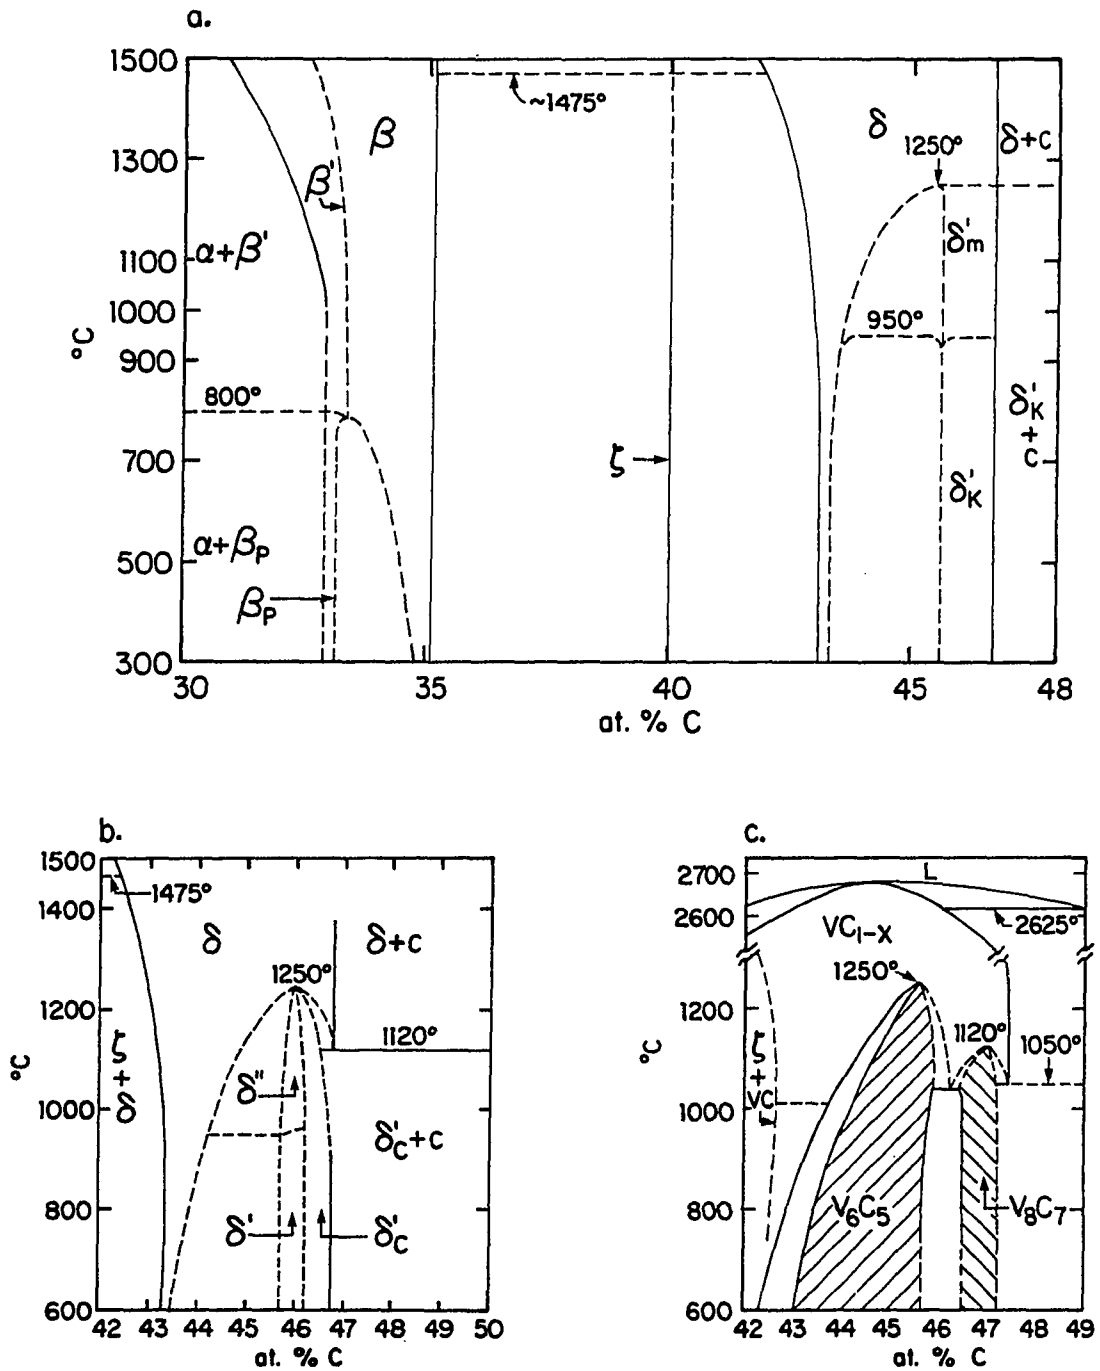 a.
1500
1300
1100
1000
900
700
500
300
°C
30
35
40
45
48
at. % C
~1475°
β
β'
α+β'
800°
α+βp
βp
ζ
δ
1250°
δ+C
δ'm
950°
δ'K
+
C
δ'K
b.
1500
1400
1200
1000
800
600
°C
42 43 44 45 46 47 48 49 50
at. % C
1475°
δ
δ+C
1250°
1120°
ζ
+
δ
δ"
δ'C+C
δ'
δ'C
c.
2700
2600
1200
1000
800
600
°C
42 43 44 45 46 47 48 49
at. % C
L
2625°
VC1-X
1250°
1120°
1050°
ζ
+
VC
V6C5
V8C7